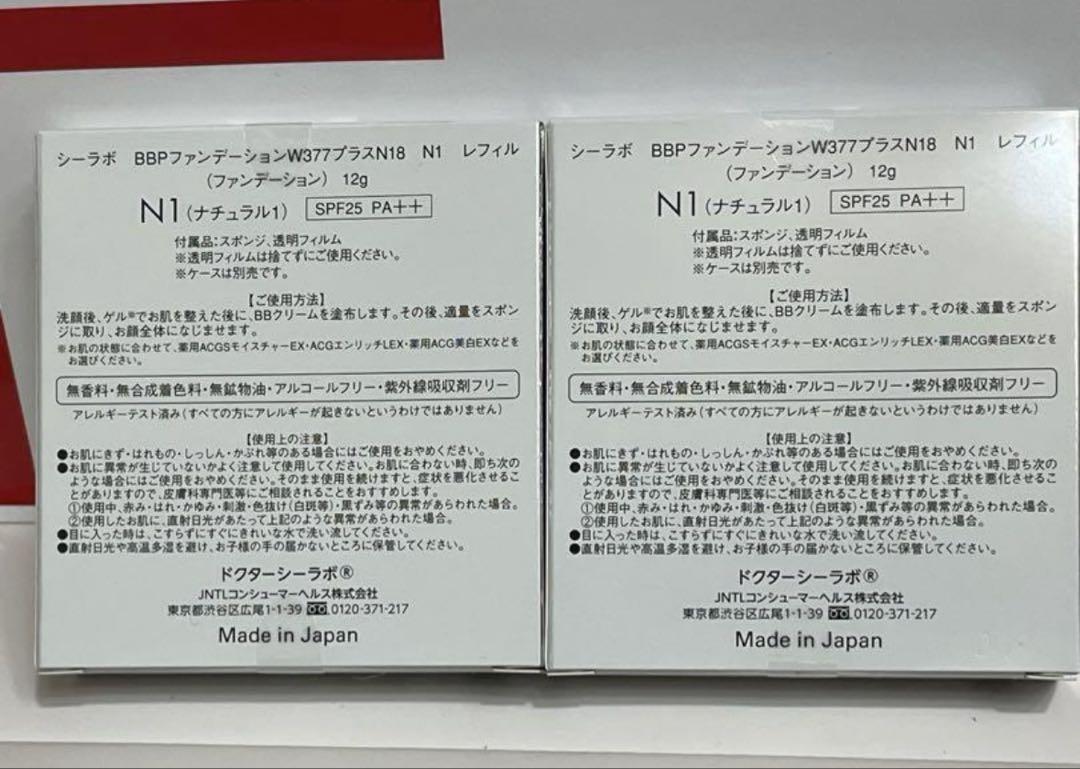 シーラボ BBPファンデーションW377プラスN18 N1 レフィル
(ファンデーション) 12g
N1(ナチュラル1) SPF25 PA++
付属品:スポンジ、透明フィルム
※透明フィルムは捨てずにご使用ください。
※ケースは別売です。
【ご使用方法】
洗顔後、ゲル※でお肌を整えた後に、BBクリームを塗布します。その後、適量をスポン
ジに取り、お顔全体になじませます。
※お肌の状態に合わせて、薬用ACGSモイスチャーEX・ACGエンリッチLEX・薬用ACG美白EXなどを
お選びください。
無香料・無合成着色料・無鉱物油・アルコールフリー・紫外線吸収剤フリー
アレルギーテスト済み(すべての方にアレルギーが起きないというわけではありません)
【使用上の注意】
●お肌にきず・はれもの・しっしん・かぶれ等のある場合にはご使用をおやめください。
●お肌に異常が生じていないかよく注意して使用してください。お肌に合わない時、即ち次の
ような場合にはご使用をおやめください。そのまま使用を続けますと、症状を悪化させるこ
とがありますので、皮膚科専門医等にご相談されることをおすすめします。
①使用中、赤み・はれ・かゆみ・刺激・色抜け(白斑等)・黒ずみ等の異常があらわれた場合。
②使用したお肌に、直射日光があたって上記のような異常があらわれた場合。
●目に入った時は、こすらずにすぐにきれいな水で洗い流してください。
●直射日光や高温多湿を避け、お子様の手の届かないところに保管してください。
ドクターシーラボ®
JNTLコンシューマーヘルス株式会社
東京都渋谷区広尾1-1-39 0120-371-217
Made in Japan
シーラボ BBPファンデーションW377プラスN18 N1 レフィル
(ファンデーション) 12g
N1(ナチュラル1) SPF25 PA++
付属品:スポンジ、透明フィルム
※透明フィルムは捨てずにご使用ください。
※ケースは別売です。
【ご使用方法】
洗顔後、ゲル※でお肌を整えた後に、BBクリームを塗布します。その後、適量をスポン
ジに取り、お顔全体になじませます。
※お肌の状態に合わせて、薬用ACGSモイスチャーEX・ACGエンリッチLEX・薬用ACG美白EXなどを
お選びください。
無香料・無合成着色料・無鉱物油・アルコールフリー・紫外線吸収剤フリー
アレルギーテスト済み(すべての方にアレルギーが起きないというわけではありません)
【使用上の注意】
●お肌にきず・はれもの・しっしん・かぶれ等のある場合にはご使用をおやめください。
●お肌に異常が生じていないかよく注意して使用してください。お肌に合わない時、即ち次の
ような場合にはご使用をおやめください。そのまま使用を続けますと、症状を悪化させるこ
とがありますので、皮膚科専門医等にご相談されることをおすすめします。
①使用中、赤み・はれ・かゆみ・刺激・色抜け(白斑等)・黒ずみ等の異常があらわれた場合。
②使用したお肌に、直射日光があたって上記のような異常があらわれた場合。
●目に入った時は、こすらずにすぐにきれいな水で洗い流してください。
●直射日光や高温多湿を避け、お子様の手の届かないところに保管してください。
ドクターシーラボ®
JNTLコンシューマーヘルス株式会社
東京都渋谷区広尾1-1-39 0120-371-217
Made in Japan